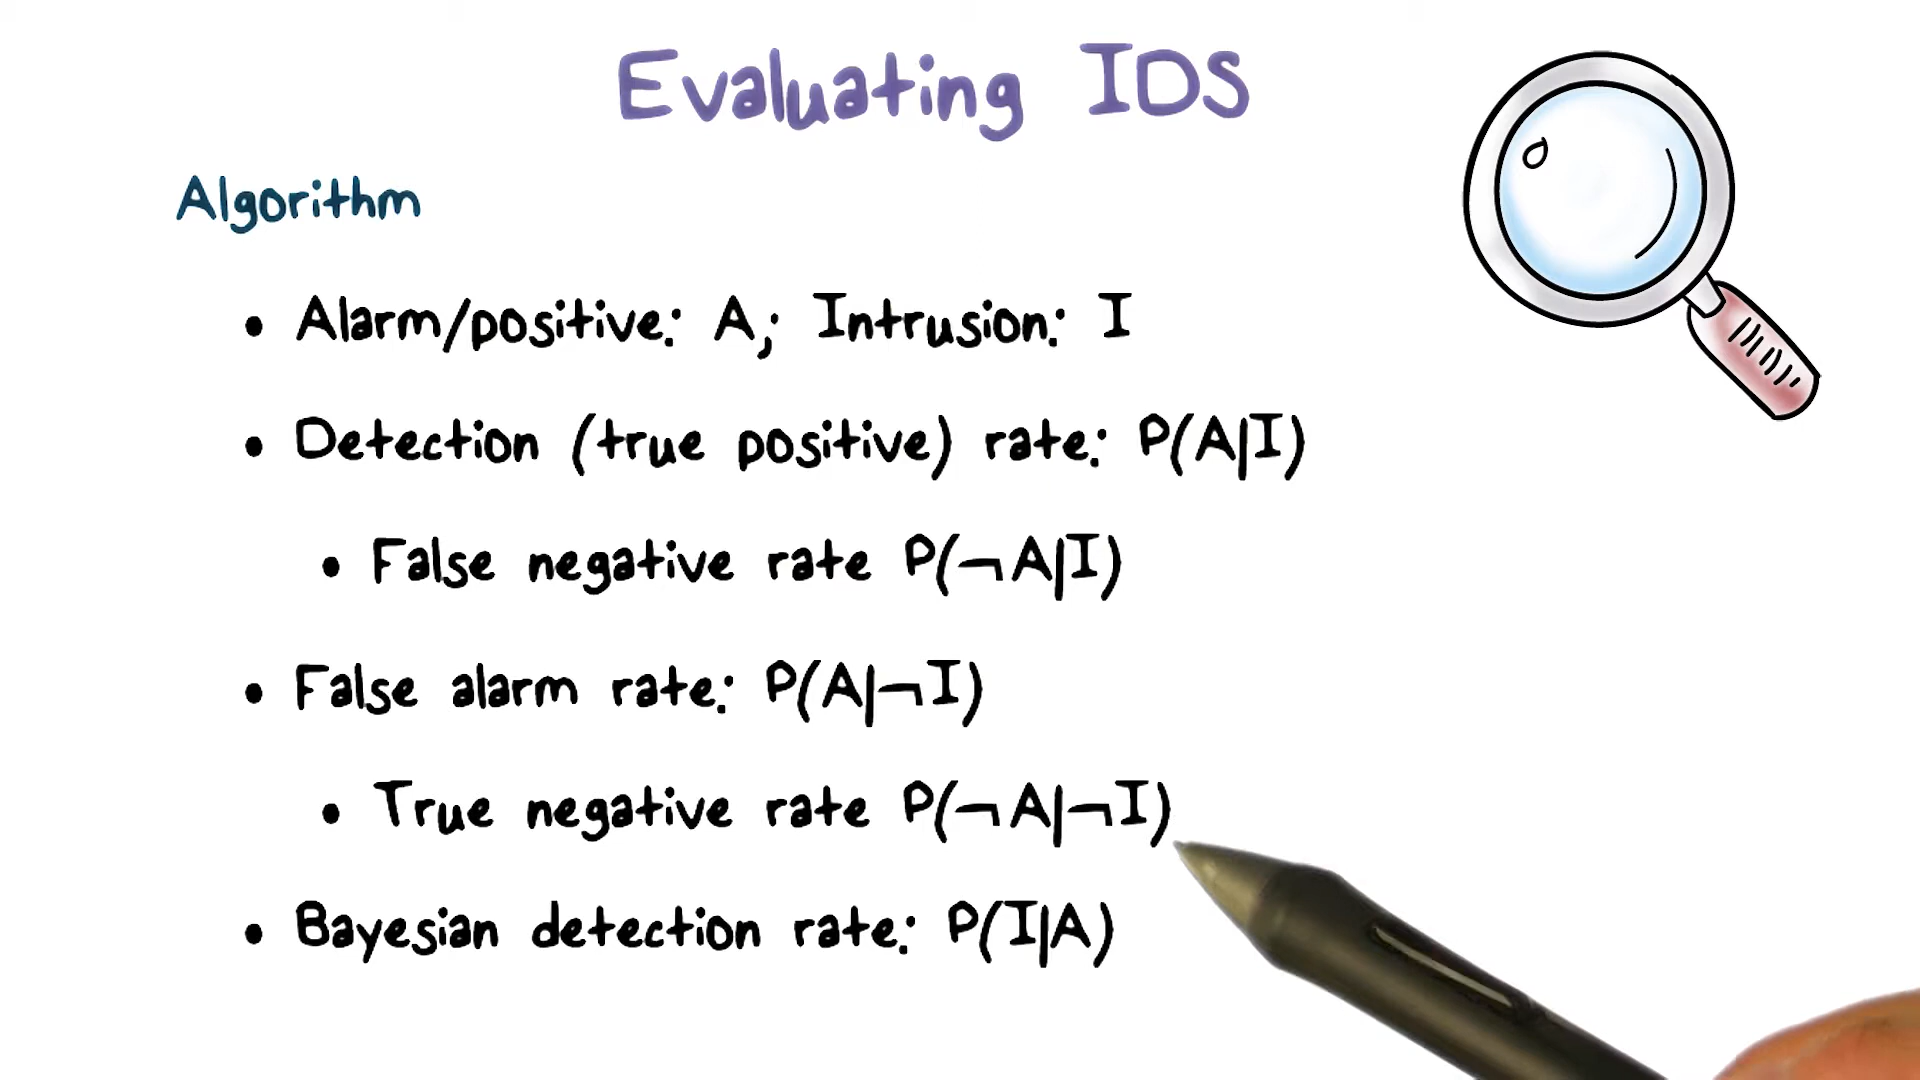 Evaluating IDS
Algorithm
• Alarm/positive: A; Intrusion: I
• Detection (true positive) rate: P(A|I)
• False negative rate P(¬A|I)
• False alarm rate: P(A|¬I)
• True negative rate P(¬A|¬I)
• Bayesian detection rate: P(I|A)